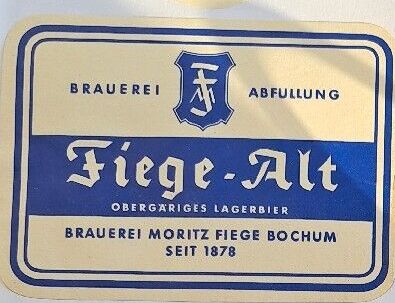 BRAUEREI ABFULLUNG
Fiege-Alt
OBERGÄRIGES LAGERBIER
BRAUEREI MORITZ FIEGE BOCHUM
SEIT 1878